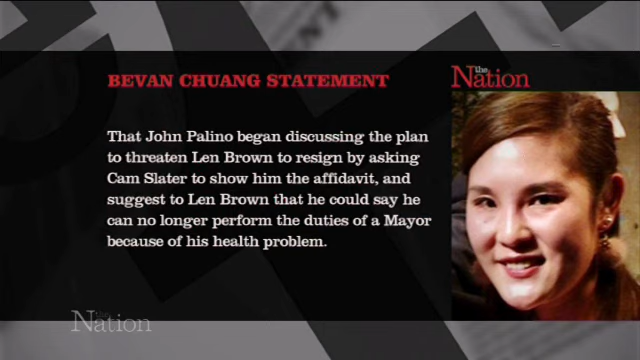 BEVAN CHUANG STATEMENT
the
Nation
That John Palino began discussing the plan
to threaten Len Brown to resign by asking
Cam Slater to show him the affidavit, and
suggest to Len Brown that he could say he
can no longer perform the duties of a Mayor
because of his health problem.
the
Nation